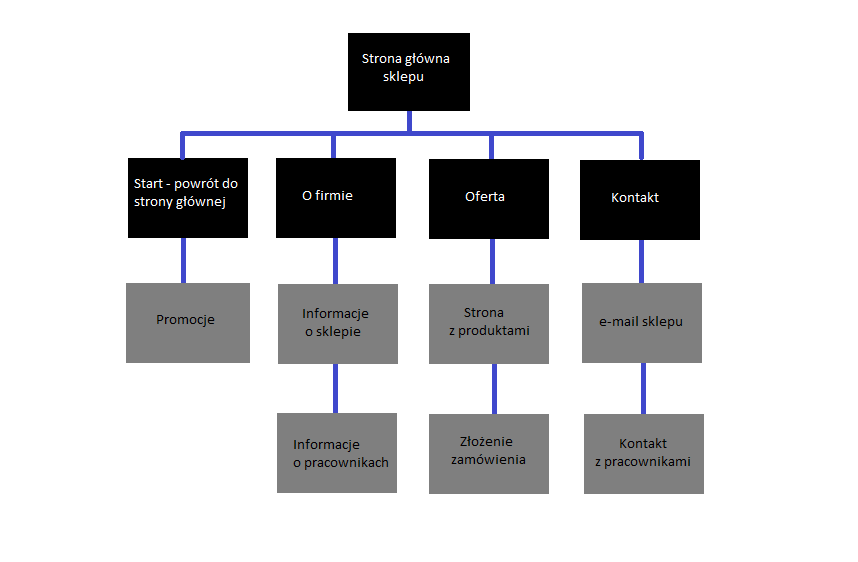 Strona główna
sklepu
Start - powrót do
strony głównej
O firmie
Oferta
Kontakt
Promocje
Informacje
o sklepie
Strona
z produktami
e-mail sklepu
Informacje
o pracownikach
Złożenie
zamówienia
Kontakt
z pracownikami